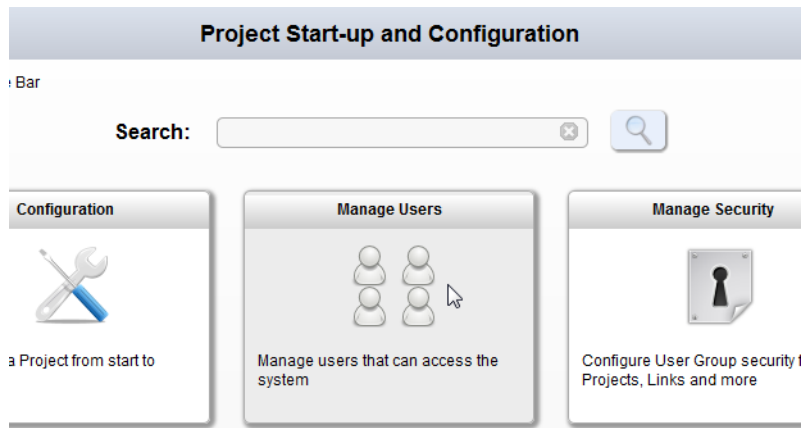 Project Start-up and Configuration
Bar
Search:
Configuration
Manage Users
Manage Security
a Project from start to
Manage users that can access the
system
Configure User Group security
Projects, Links and more